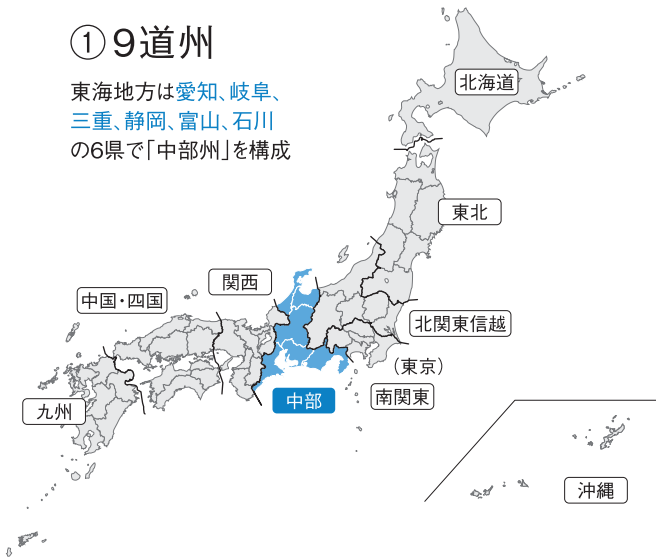 ①9道州
東海地方は愛知、岐阜、
三重、静岡、富山、石川
の6県で「中部州」を構成
北海道
東北
関西
中国・四国
北関東信越
（東京）
南関東
中部
九州
沖縄